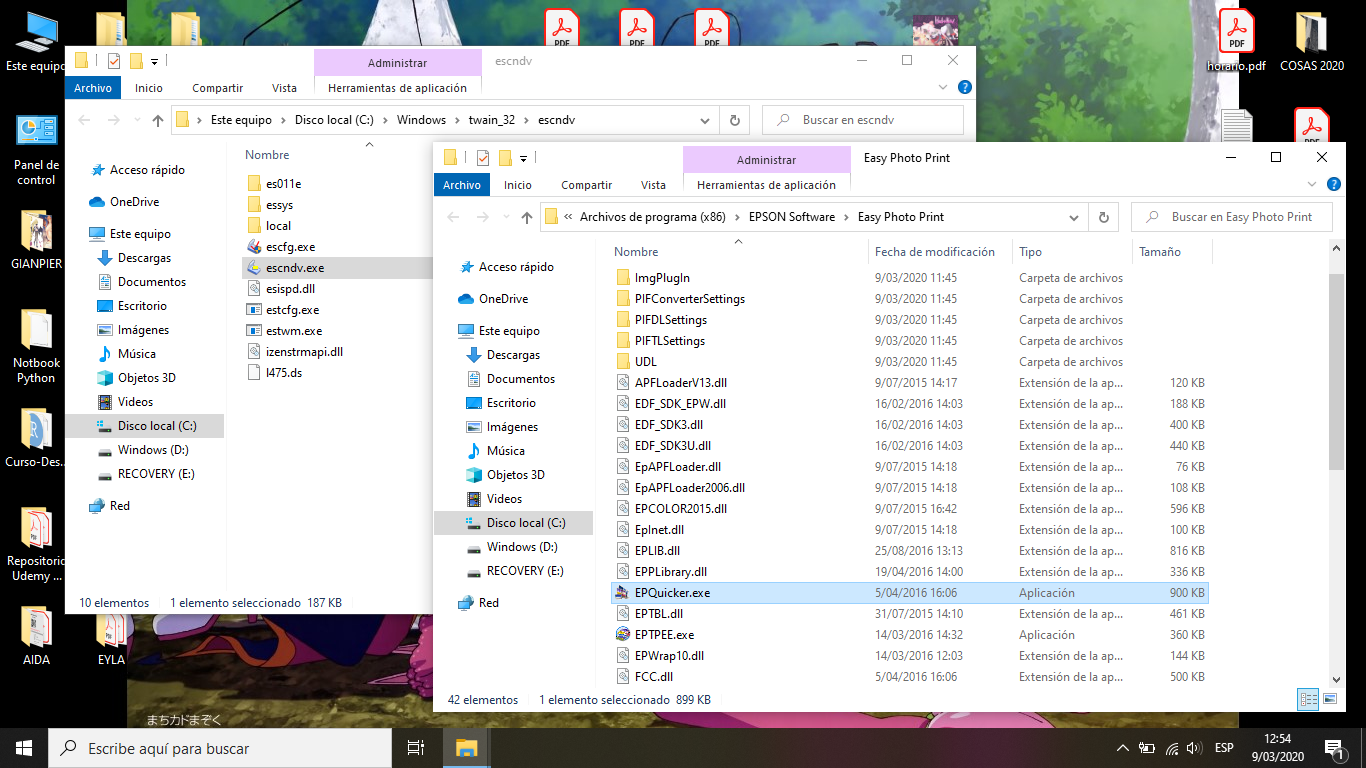 Este equipo
Panel de
control
GIANPIER
Notbook
Python
Curso-Des...
Repositorio
Udemy ...
AIDA
EYLA
PDF
PDF
PDF
PDF
horario.pdf
COSAS 2020
Administrar
escndv
Archivo
Inicio
Compartir
Vista
Herramientas de aplicación
Este equipo
Disco local (C:)
Windows
twain_32
escndv
Buscar en escndv
Acceso rápido
OneDrive
Este equipo
Descargas
Documentos
Escritorio
Imágenes
Música
Objetos 3D
Videos
Disco local (C:)
Windows (D:)
RECOVERY (E:)
Red
Nombre
es011e
essys
local
escfg.exe
escndv.exe
esispd.dll
estcfg.exe
estwm.exe
izenstrmapi.dll
l475.ds
10 elementos 1 elemento seleccionado 187 KB
Administrar
Easy Photo Print
Archivo
Inicio
Compartir
Vista
Herramientas de aplicación
« Archivos de programa (x86)
EPSON Software
Easy Photo Print
Buscar en Easy Photo Print
Acceso rápido
OneDrive
Este equipo
Descargas
Documentos
Escritorio
Imágenes
Música
Objetos 3D
Videos
Disco local (C:)
Windows (D:)
RECOVERY (E:)
Red
Nombre Fecha de modificación Tipo Tamaño
ImgPlugIn 9/03/2020 11:45 Carpeta de archivos
PIFConverterSettings 9/03/2020 11:45 Carpeta de archivos
PIFDLSettings 9/03/2020 11:45 Carpeta de archivos
PIFTLSettings 9/03/2020 11:45 Carpeta de archivos
UDL 9/03/2020 11:45 Carpeta de archivos
APFLoaderV13.dll 9/07/2015 14:17 Extensión de la ap... 120 KB
EDF_SDK_EPW.dll 16/02/2016 14:03 Extensión de la ap... 188 KB
EDF_SDK3.dll 16/02/2016 14:03 Extensión de la ap... 400 KB
EDF_SDK3U.dll 16/02/2016 14:03 Extensión de la ap... 440 KB
EpAPFLoader.dll 9/07/2015 14:18 Extensión de la ap... 76 KB
EpAPFLoader2006.dll 9/07/2015 14:18 Extensión de la ap... 108 KB
EPCOLOR2015.dll 9/07/2015 16:42 Extensión de la ap... 596 KB
EpInet.dll 9/07/2015 14:18 Extensión de la ap... 100 KB
EPLIB.dll 25/08/2016 13:13 Extensión de la ap... 816 KB
EPPLibrary.dll 19/04/2016 14:00 Extensión de la ap... 336 KB
EPQuicker.exe 5/04/2016 16:06 Aplicación 900 KB
EPTBL.dll 31/07/2015 14:10 Extensión de la ap... 461 KB
EPTPEE.exe 14/03/2016 14:32 Aplicación 360 KB
EPWrap10.dll 14/03/2016 12:03 Extensión de la ap... 144 KB
FCC.dll 5/04/2016 16:06 Extensión de la ap... 500 KB
42 elementos 1 elemento seleccionado 899 KB
まちカドまぞく
Escribe aquí para buscar
ESP
12:54
9/03/2020
1